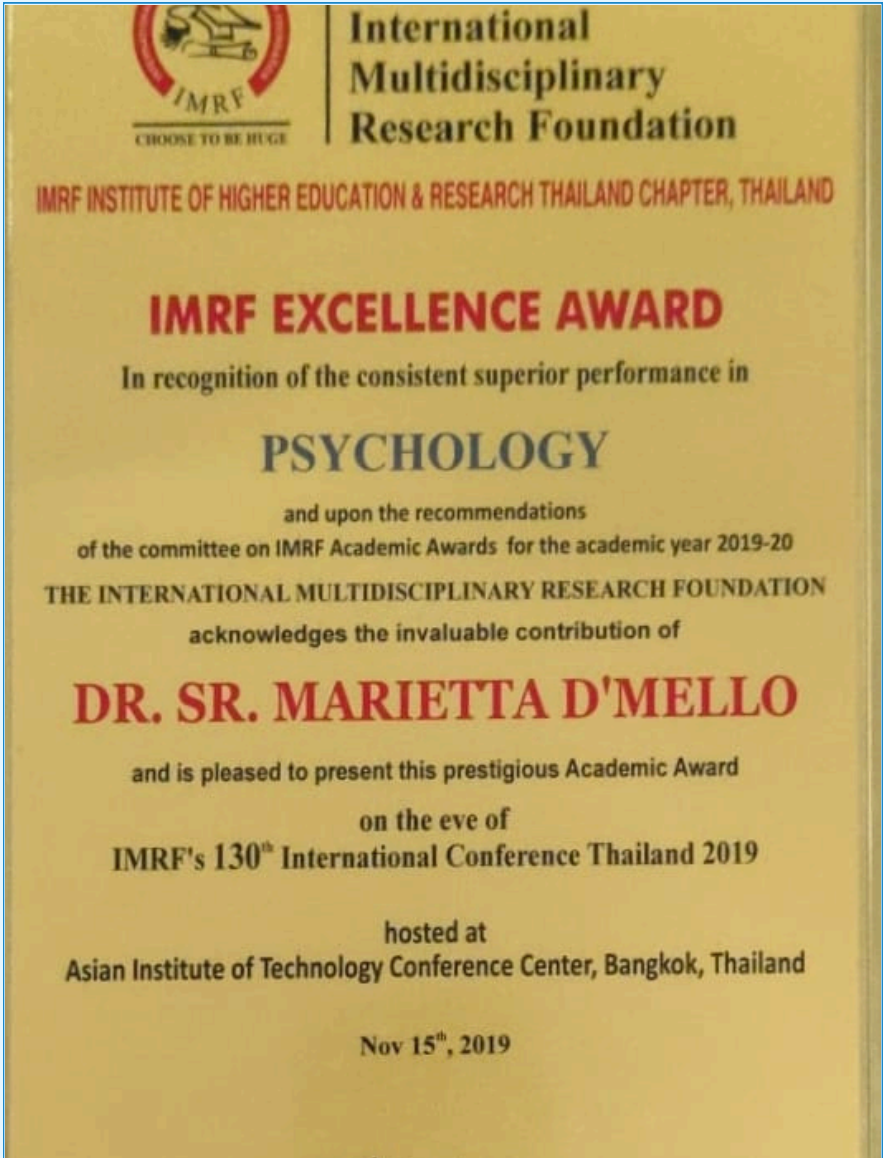 International
Multidisciplinary
Research Foundation
IMRF
CHOOSE TO BE HUGE
IMRF INSTITUTE OF HIGHER EDUCATION & RESEARCH THAILAND CHAPTER, THAILAND
IMRF EXCELLENCE AWARD
In recognition of the consistent superior performance in
PSYCHOLOGY
and upon the recommendations
of the committee on IMRF Academic Awards for the academic year 2019-20
THE INTERNATIONAL MULTIDISCIPLINARY RESEARCH FOUNDATION
acknowledges the invaluable contribution of
DR. SR. MARIETTA D'MELLO
and is pleased to present this prestigious Academic Award
on the eve of
IMRF's 130th International Conference Thailand 2019
hosted at
Asian Institute of Technology Conference Center, Bangkok, Thailand
Nov 15th, 2019